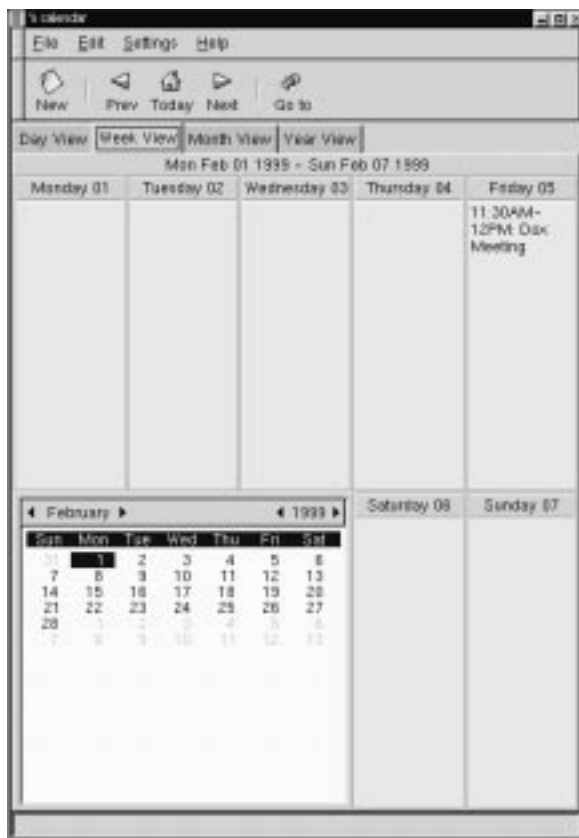 's calendar
File Edit Settings Help
New Prev Today Next Go to
Day View Week View Month View Year View
Mon Feb 01 1999 - Sun Feb 07 1999
Monday 01 Tuesday 02 Wednesday 03 Thursday 04 Friday 05
11:30AM-
12PM: Dax
Meeting
February 1999
Saturday 06 Sunday 07
Sun Mon Tue Wed Thu Fri Sat
31 1 2 3 4 5 6
7 8 9 10 11 12 13
14 15 16 17 18 19 20
21 22 23 24 25 26 27
28 1 2 3 4 5 6
7 8 9 10 11 12 13